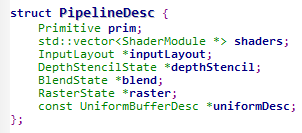 struct PipelineDesc {
Primitive prim;
std::vector<ShaderModule *> shaders;
InputLayout *inputLayout;
DepthStencilState *depthStencil;
BlendState *blend;
RasterState *raster;
const UniformBufferDesc *uniformDesc;
};